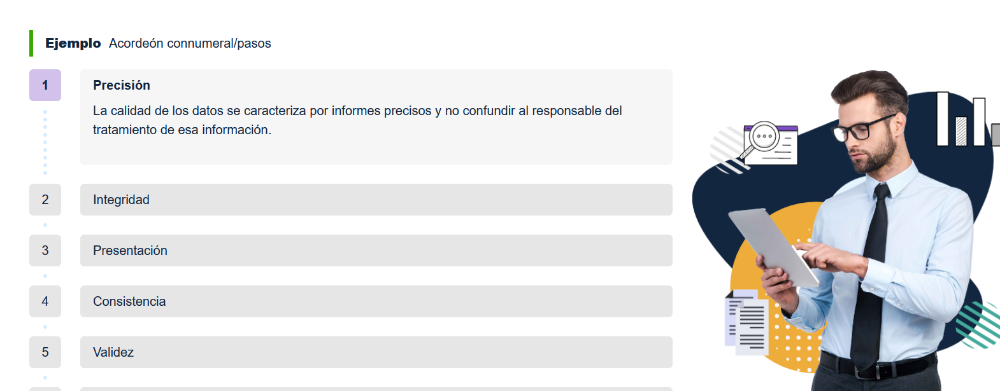 Ejemplo Acordeón connumeral/pasos
1
Precisión
La calidad de los datos se caracteriza por informes precisos y no confundir al responsable del
tratamiento de esa información.
2
Integridad
3
Presentación
4
Consistencia
5
Validez